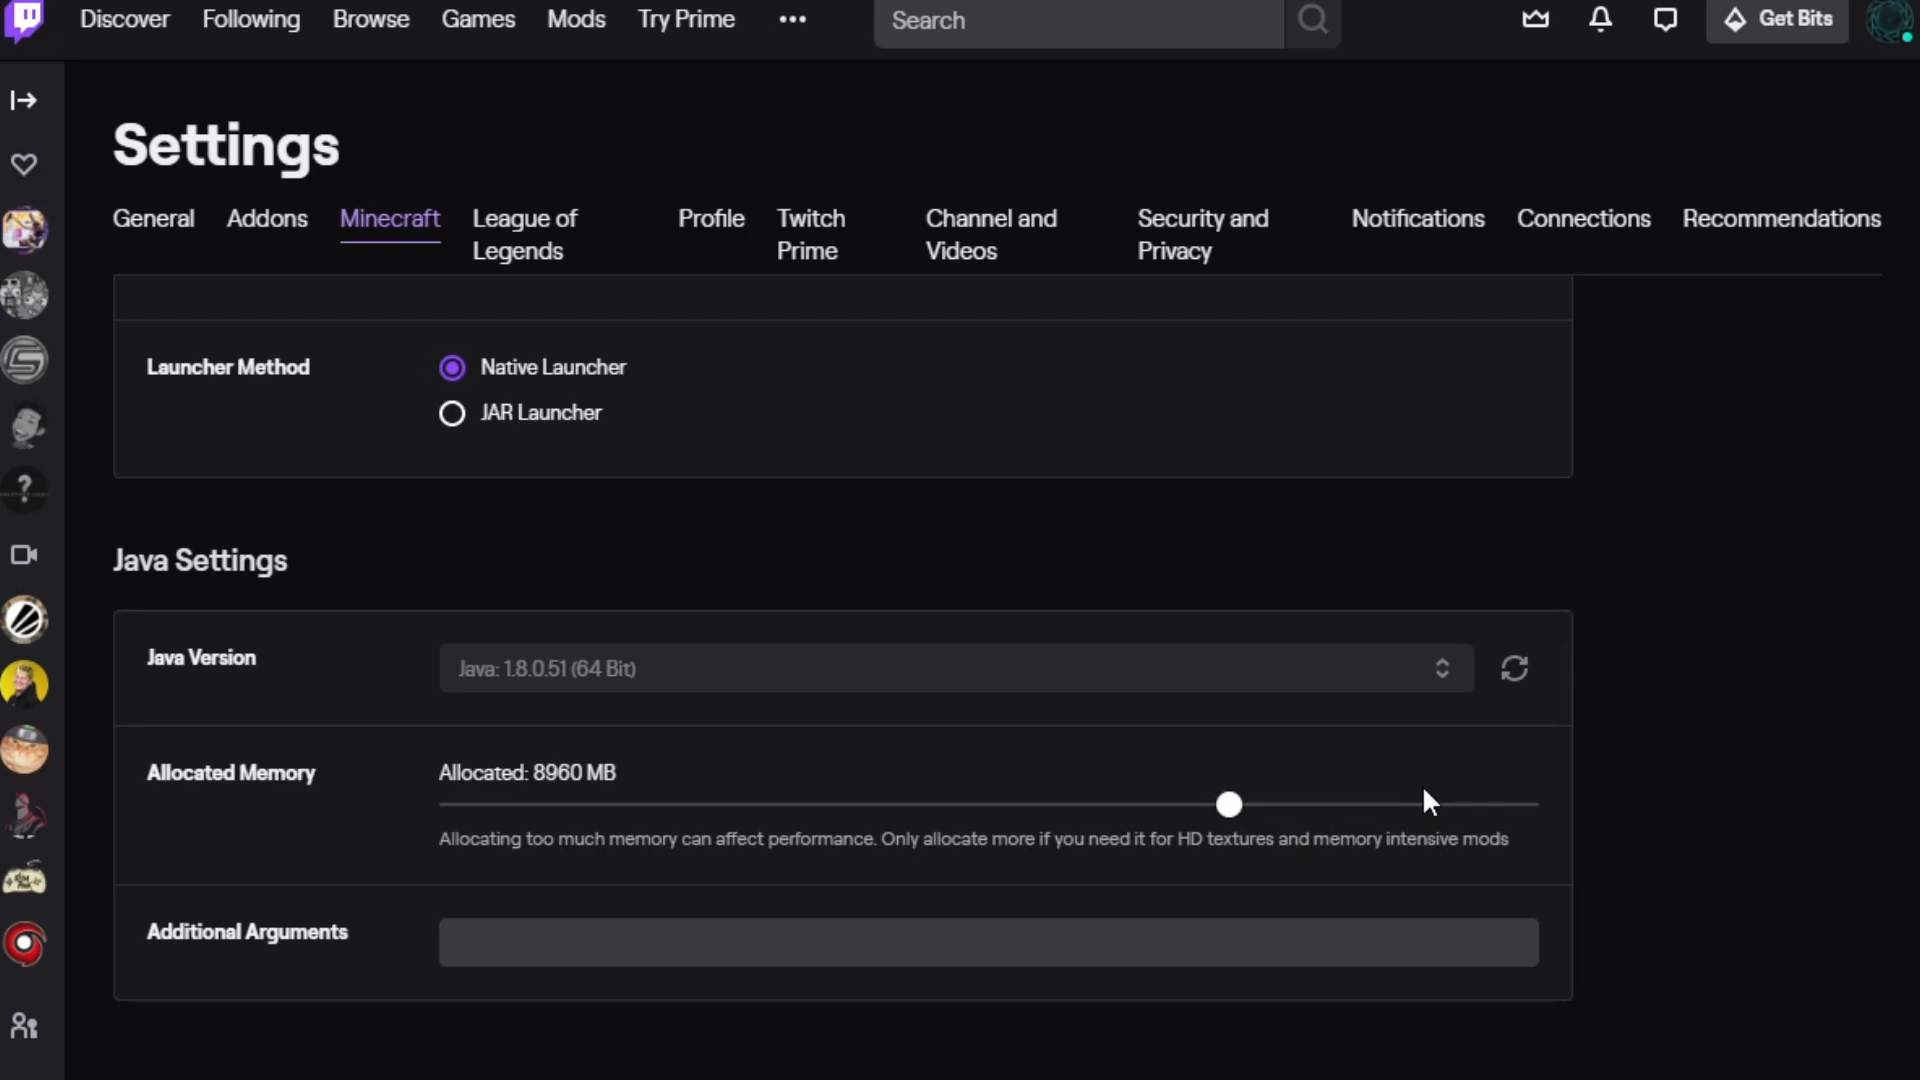 Discover Following Browse Games Mods Try Prime ••• Search Get Bits
Settings
General Addons Minecraft League of Legends Profile Twitch Prime Channel and Videos Security and Privacy Notifications Connections Recommendations
Launcher Method
Native Launcher
JAR Launcher
Java Settings
Java Version
Java: 1.8.0.51 (64 Bit)
Allocated Memory
Allocated: 8960 MB
Allocating too much memory can affect performance. Only allocate more if you need it for HD textures and memory intensive mods
Additional Arguments